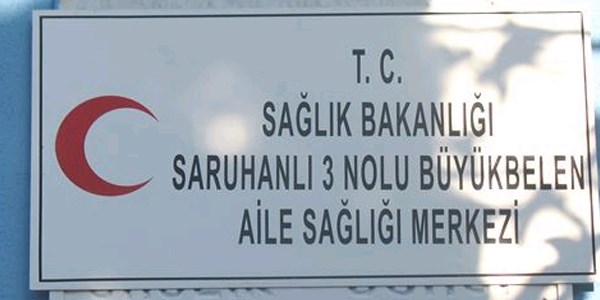 T. C.
SAĞLIK BAKANLIĞI
SARUHANLI 3 NOLU BÜYÜKBELEN
AİLE SAĞLIĞI MERKEZİ